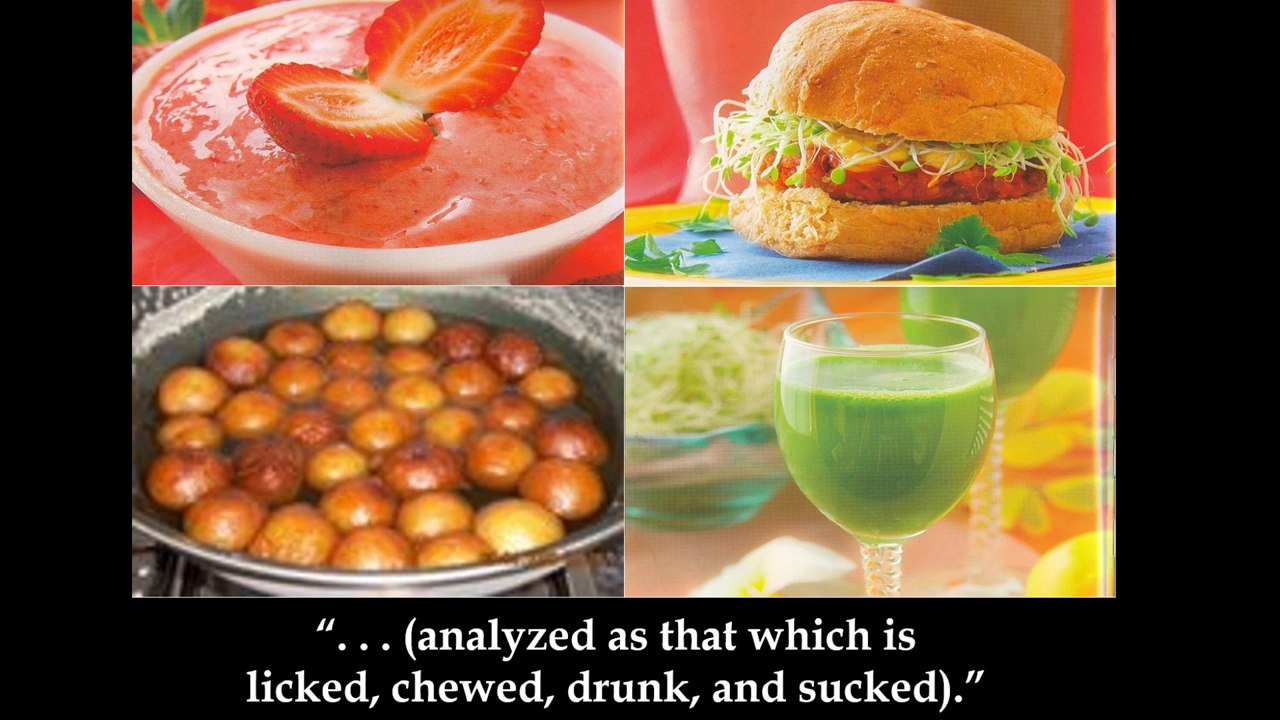 “. . . (analyzed as that which is
licked, chewed, drunk, and sucked).”